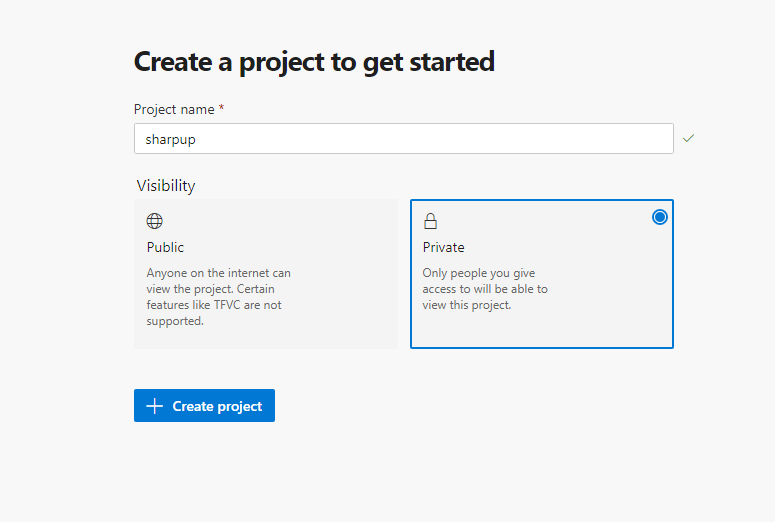 Create a project to get started
Project name *
sharpup
Visibility
Public
Anyone on the internet can
view the project. Certain
features like TFVC are not
supported.
Private
Only people you give
access to will be able to
view this project.
Create project